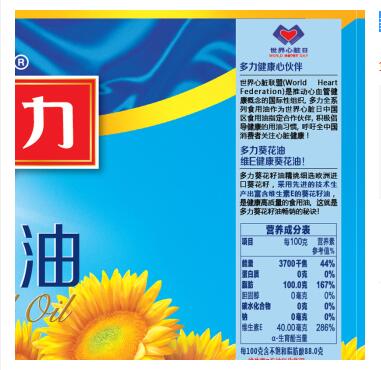 ®
力
油
Oil
世界心脏日
WORLD HEART DAY
多力健康心伙伴
世界心脏联盟(World Heart
Federation)是推动心血管健
康概念的国际性组织, 多力全系
列食用油作为世界心脏日中国
区食用油指定合作伙伴, 积极倡
导健康的用油习惯, 呼吁全中国
消费者关注心脏健康！
多力葵花油
维E健康葵花油！
多力葵花籽油精挑细选欧洲进
口葵花籽，采用先进的技术生
产出富含维生素E的葵花籽油，
是健康高质量的食用油, 这就是
多力葵花籽油畅销的秘诀!
营养成分表
项目 每100克 营养素参考值%
能量 3700千焦 44%
蛋白质 0克 0%
脂肪 100.0克 167%
胆固醇 0毫克 0%
碳水化合物 0克 0%
钠 0毫克 0%
维生素E 40.00毫克 286%
α-生育酚当量
每100克含不饱和脂肪酸88.0克